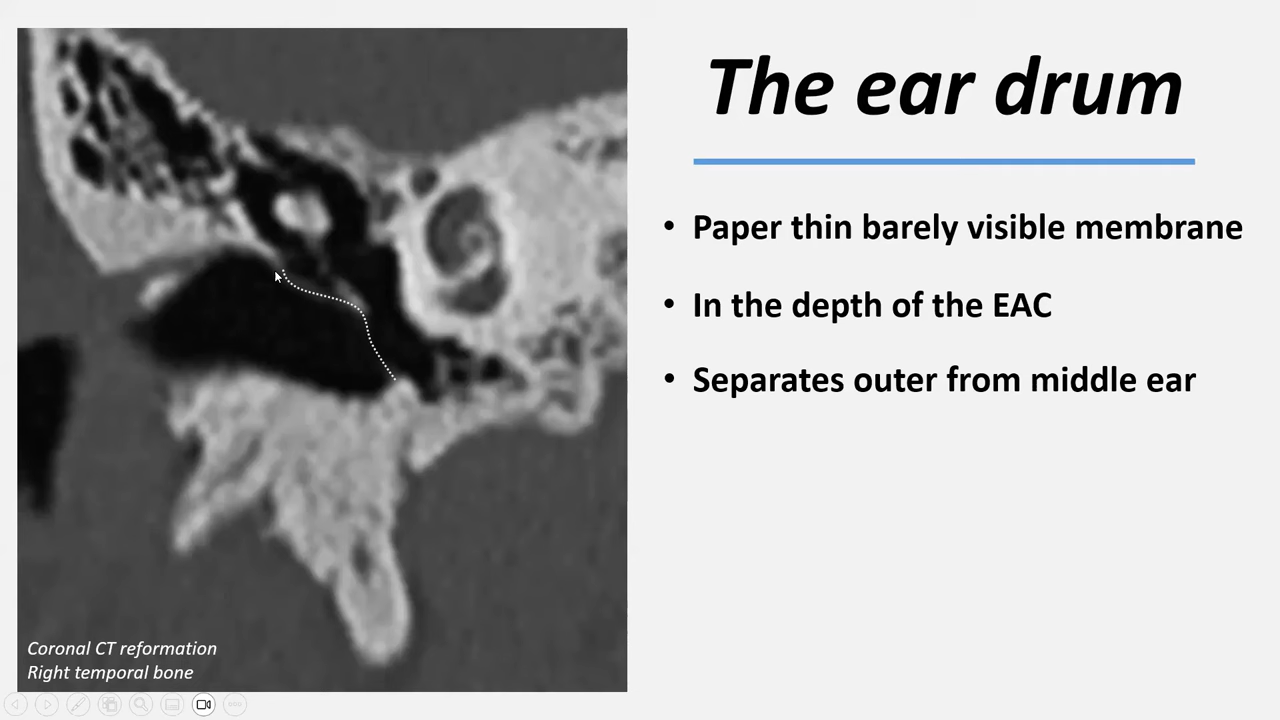 The ear drum
• Paper thin barely visible membrane
• In the depth of the EAC
• Separates outer from middle ear
Coronal CT reformation
Right temporal bone